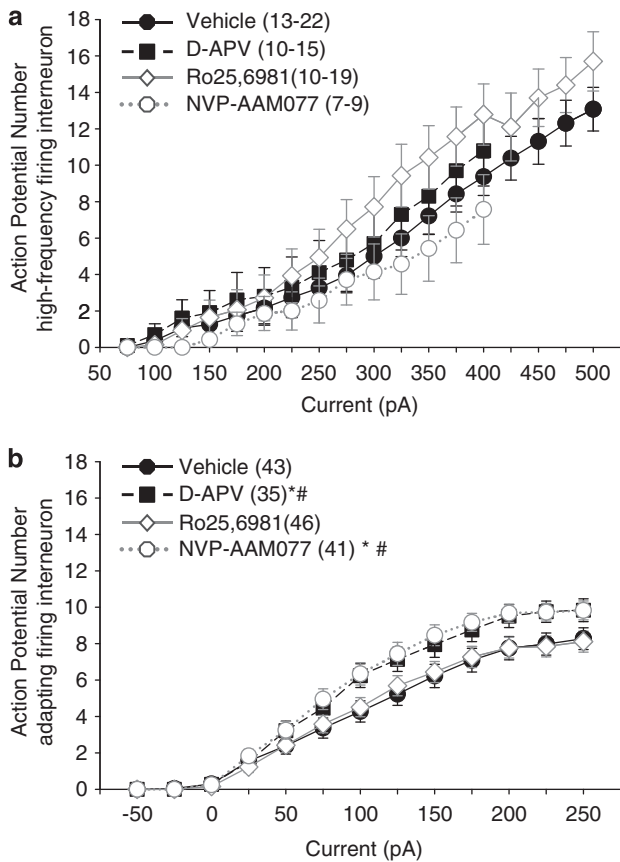 a
Vehicle (13-22)
D-APV (10-15)
Ro25,6981(10-19)
NVP-AAM077 (7-9)
Action Potential Number
high-frequency firing interneuron
18
16
14
12
10
8
6
4
2
0
50 100 150 200 250 300 350 400 450 500
Current (pA)
b
Vehicle (43)
D-APV (35)*#
Ro25,6981(46)
NVP-AAM077 (41) * #
Action Potential Number
adapting firing interneuron
18
16
14
12
10
8
6
4
2
0
-50 0 50 100 150 200 250
Current (pA)